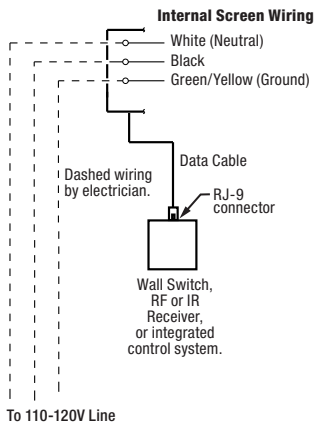 Internal Screen Wiring
White (Neutral)
Black
Green/Yellow (Ground)
Data Cable
Dashed wiring
by electrician.
RJ-9
connector
Wall Switch,
RF or IR
Receiver,
or integrated
control system.
To 110-120V Line